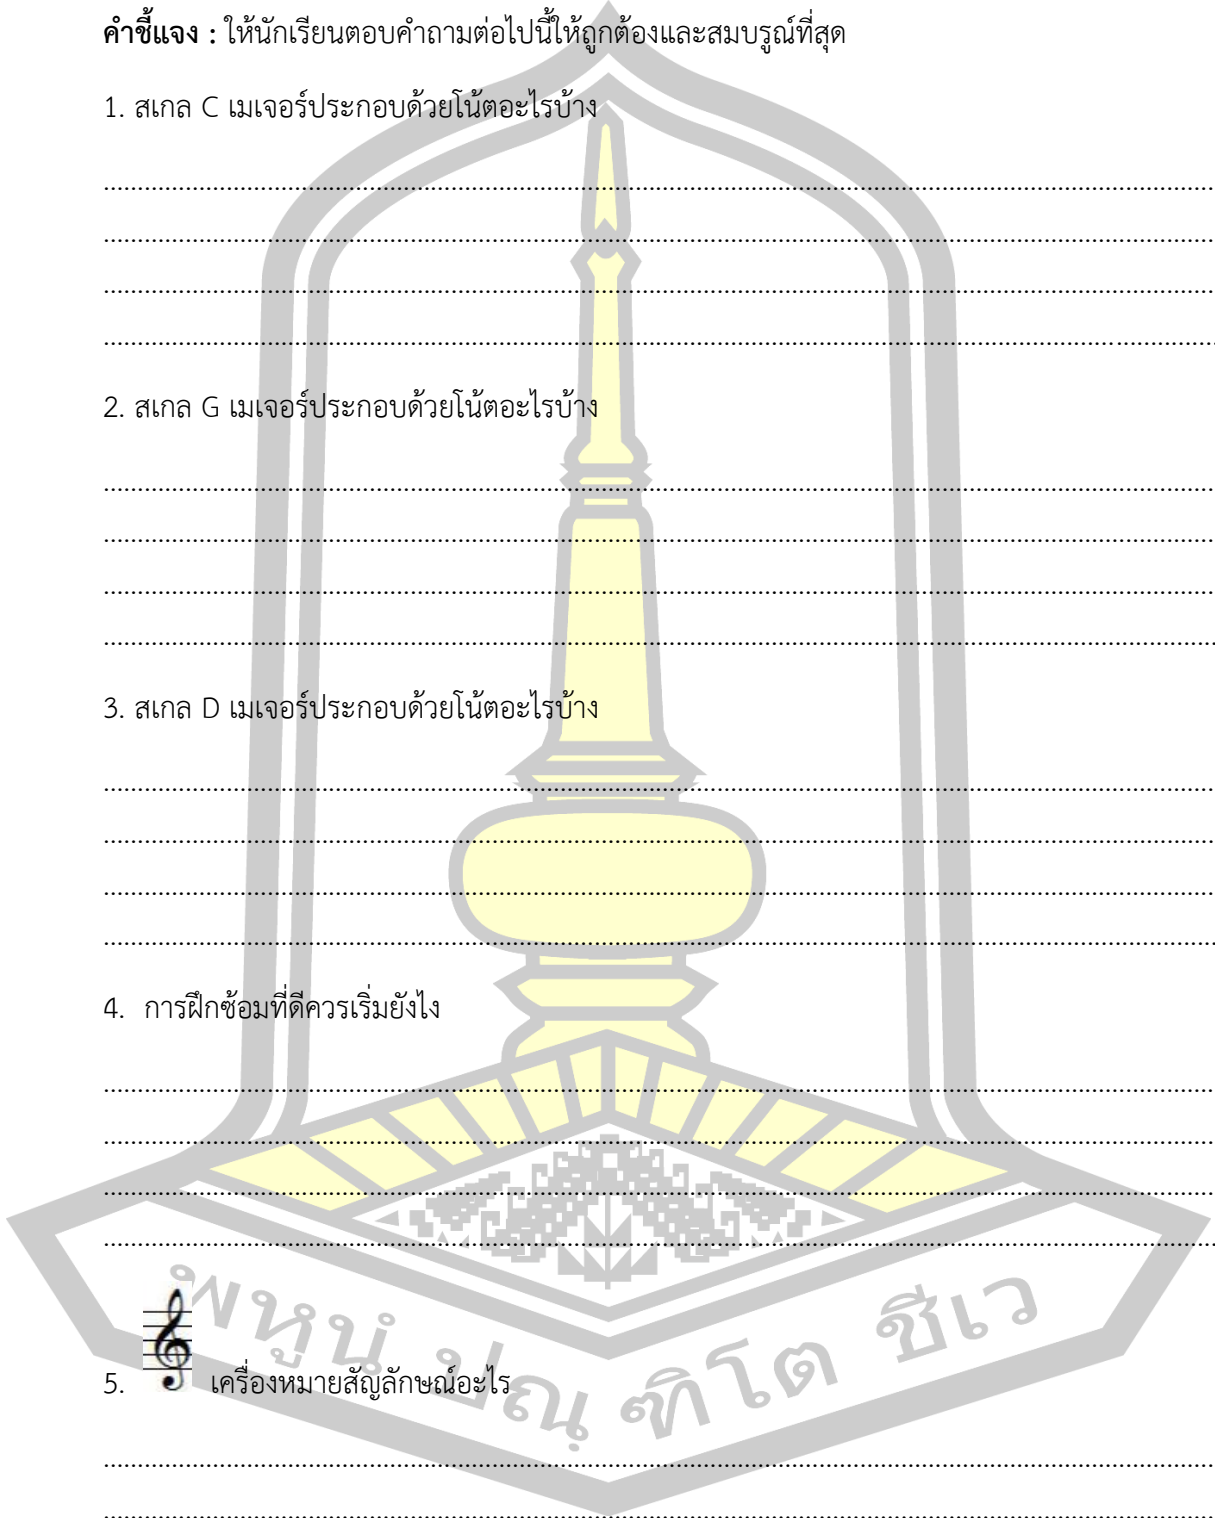 คำชี้แจง : ให้นักเรียนตอบคำถามต่อไปนี้ให้ถูกต้องและสมบรูณ์ที่สุด
1. สเกล C เมเจอร์ประกอบด้วยโน้ตอะไรบ้าง
2. สเกล G เมเจอร์ประกอบด้วยโน้ตอะไรบ้าง
3. สเกล D เมเจอร์ประกอบด้วยโน้ตอะไรบ้าง
4. การฝึกซ้อมที่ดีควรเริ่มยังไง
5. เครื่องหมายสัญลักษณ์อะไร
พหูนํ ปณฺฑิโต ชีเว